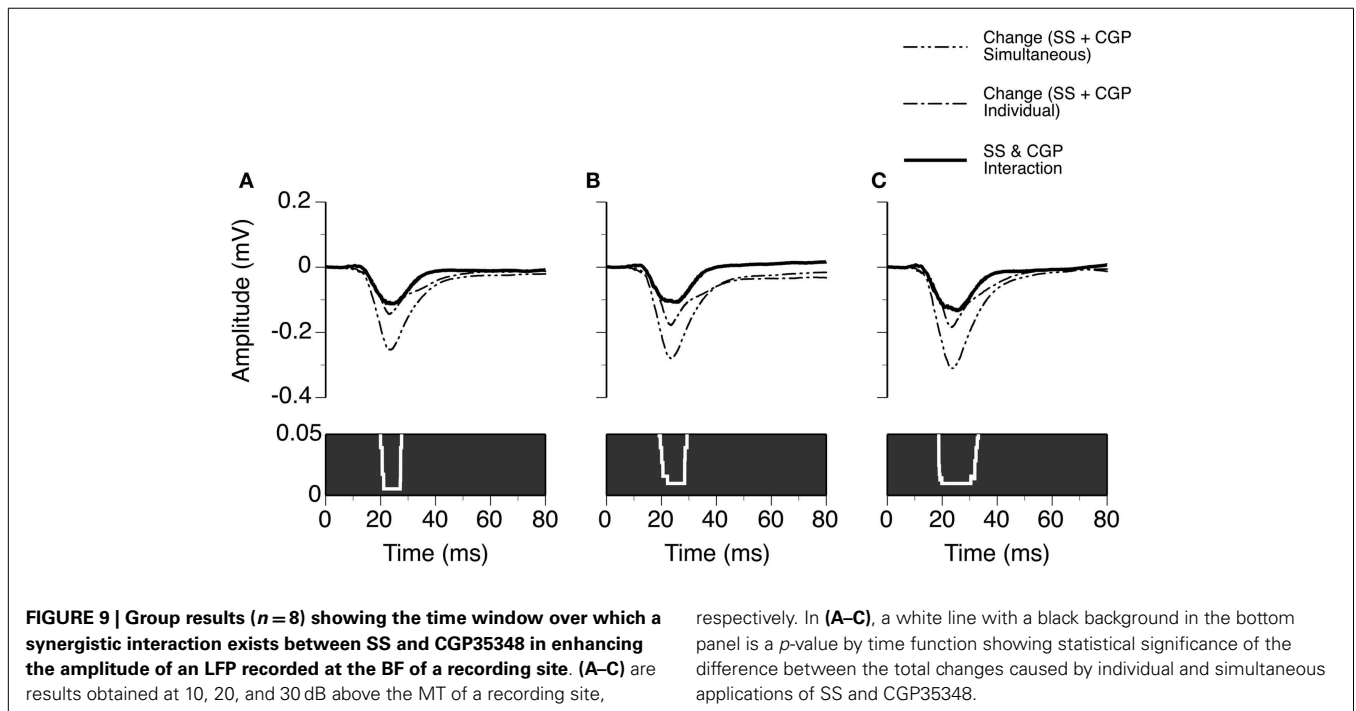 Change (SS + CGP
Simultaneous)
Change (SS + CGP
Individual)
SS & CGP
Interaction
A
B
C
0.2
0
-0.2
-0.4
Amplitude (mV)
0.05
0
0 20 40 60 80
0 20 40 60 80
0 20 40 60 80
Time (ms)
Time (ms)
Time (ms)
FIGURE 9 | Group results (n = 8) showing the time window over which a
synergistic interaction exists between SS and CGP35348 in enhancing
the amplitude of an LFP recorded at the BF of a recording site. (A–C) are
results obtained at 10, 20, and 30 dB above the MT of a recording site,
respectively. In (A–C), a white line with a black background in the bottom
panel is a p-value by time function showing statistical significance of the
difference between the total changes caused by individual and simultaneous
applications of SS and CGP35348.